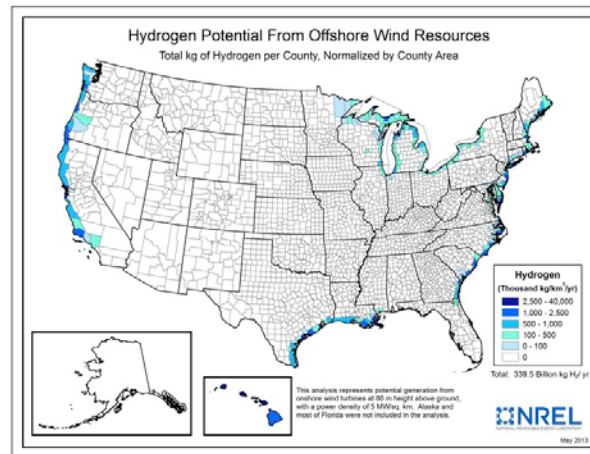 Hydrogen Potential From Offshore Wind Resources
Total kg of Hydrogen per County, Normalized by County Area
Hydrogen
(Thousand kg/km²/yr)
2,500 - 40,000
1,000 - 2,500
500 - 1,000
100 - 500
0 - 100
0
Total: 339.5 Billion kg H₂/ yr
This analysis represents potential generation from
onshore wind turbines at 80 m height above ground,
with a power density of 5 MW/sq. km. Alaska and
most of Florida were not included in the analysis.
NREL
NATIONAL RENEWABLE ENERGY LABORATORY
May 2013